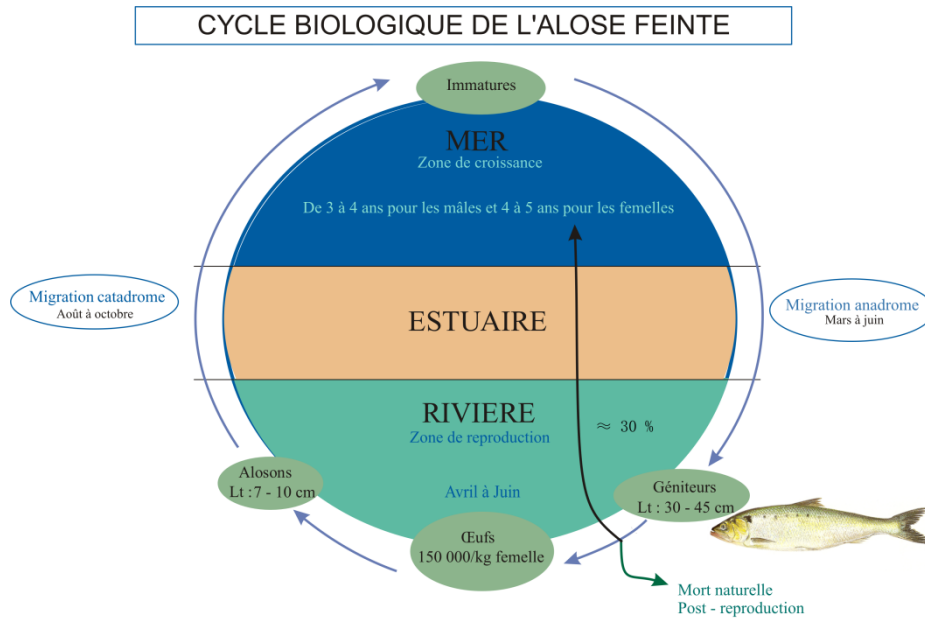 CYCLE BIOLOGIQUE DE L'ALOSE FEINTE
Immatures
MER
Zone de croissance
De 3 à 4 ans pour les mâles et 4 à 5 ans pour les femelles
Migration catadrome
Août à octobre
ESTUAIRE
Migration anadrome
Mars à juin
RIVIERE
Zone de reproduction
≈ 30 %
Alosons
Lt : 7 - 10 cm
Avril à Juin
Géniteurs
Lt : 30 - 45 cm
Œufs
150 000/kg femelle
Mort naturelle
Post - reproduction